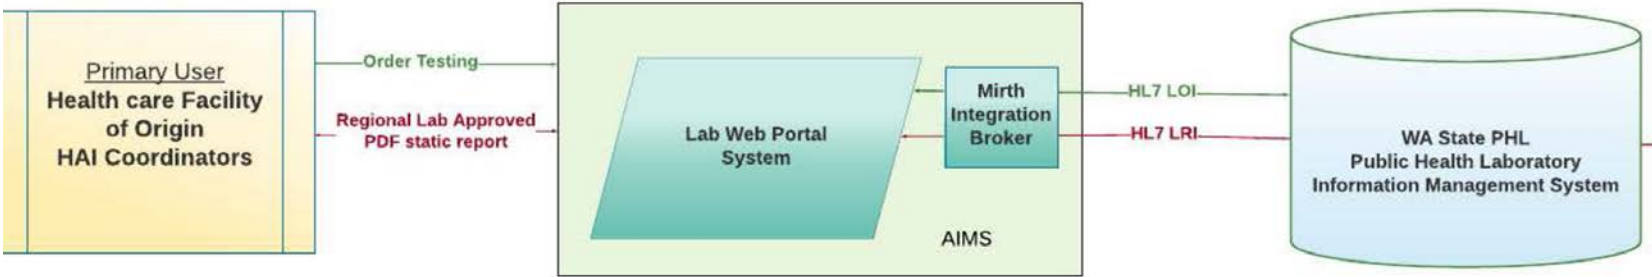 Primary User
Health care Facility
of Origin
HAI Coordinators
Order Testing
Regional Lab Approved
PDF static report
Lab Web Portal
System
Mirth
Integration
Broker
AIMS
HL7 LOI
HL7 LRI
WA State PHL
Public Health Laboratory
Information Management System